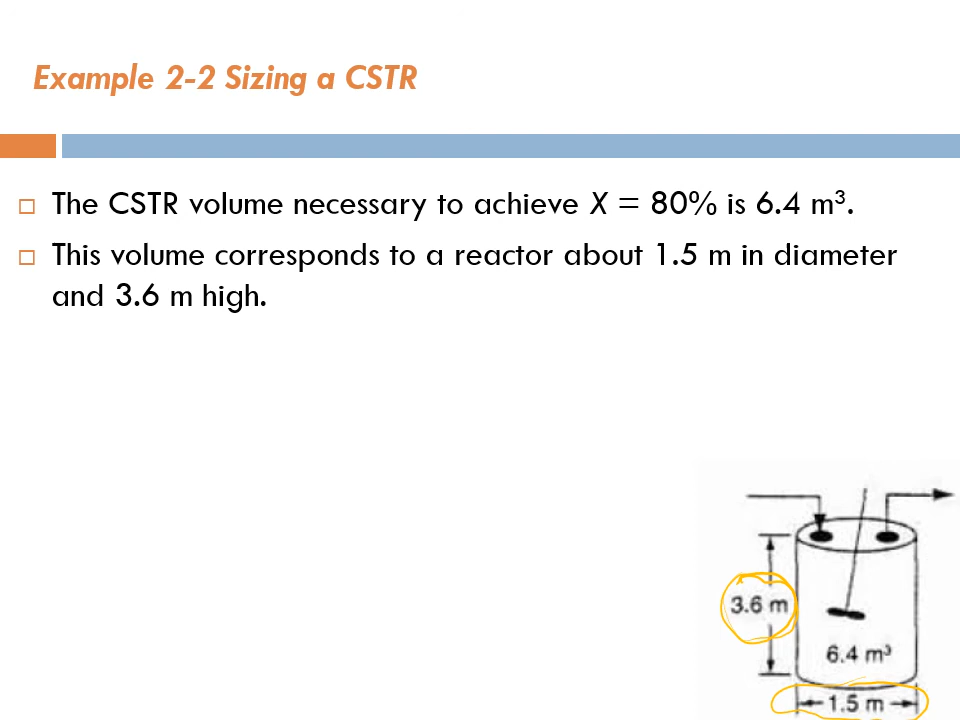 Example 2-2 Sizing a CSTR
The CSTR volume necessary to achieve X = 80% is 6.4 m³.
This volume corresponds to a reactor about 1.5 m in diameter
and 3.6 m high.
3.6 m
6.4 m³
1.5 m